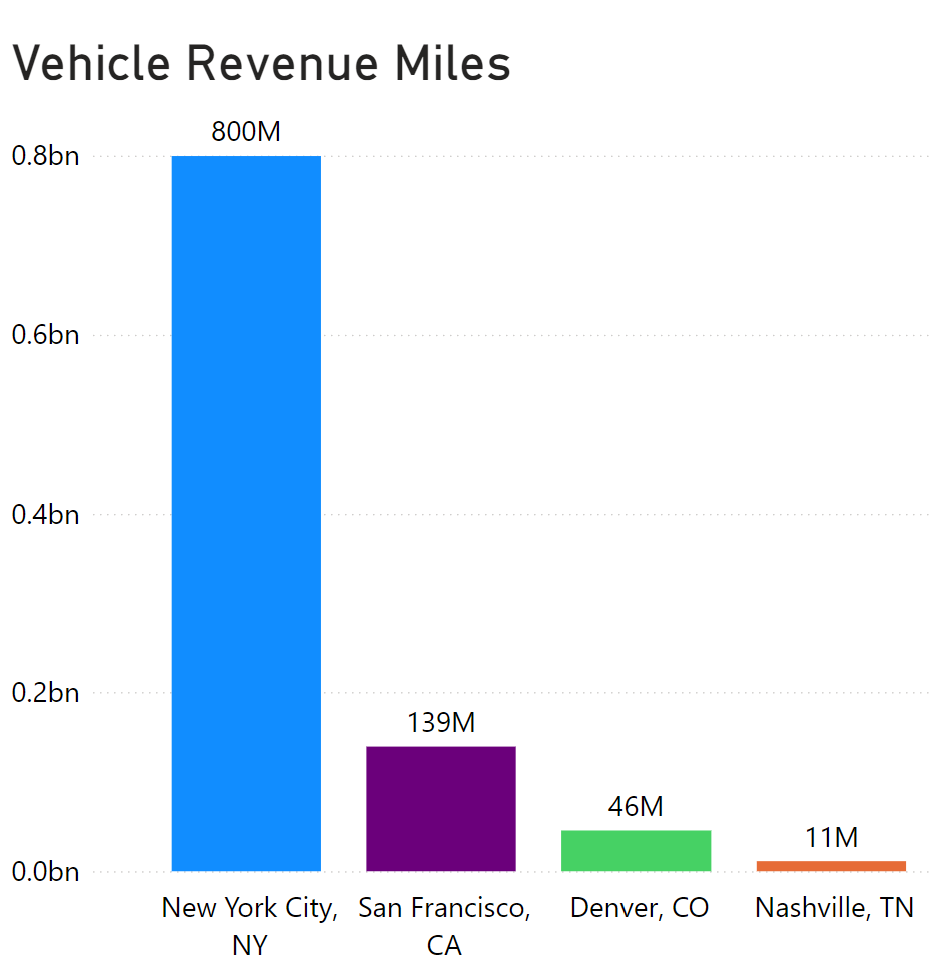 Vehicle Revenue Miles
800M
0.8bn
0.6bn
0.4bn
0.2bn
139M
46M
11M
0.0bn
New York City,
NY
San Francisco,
CA
Denver, CO
Nashville, TN